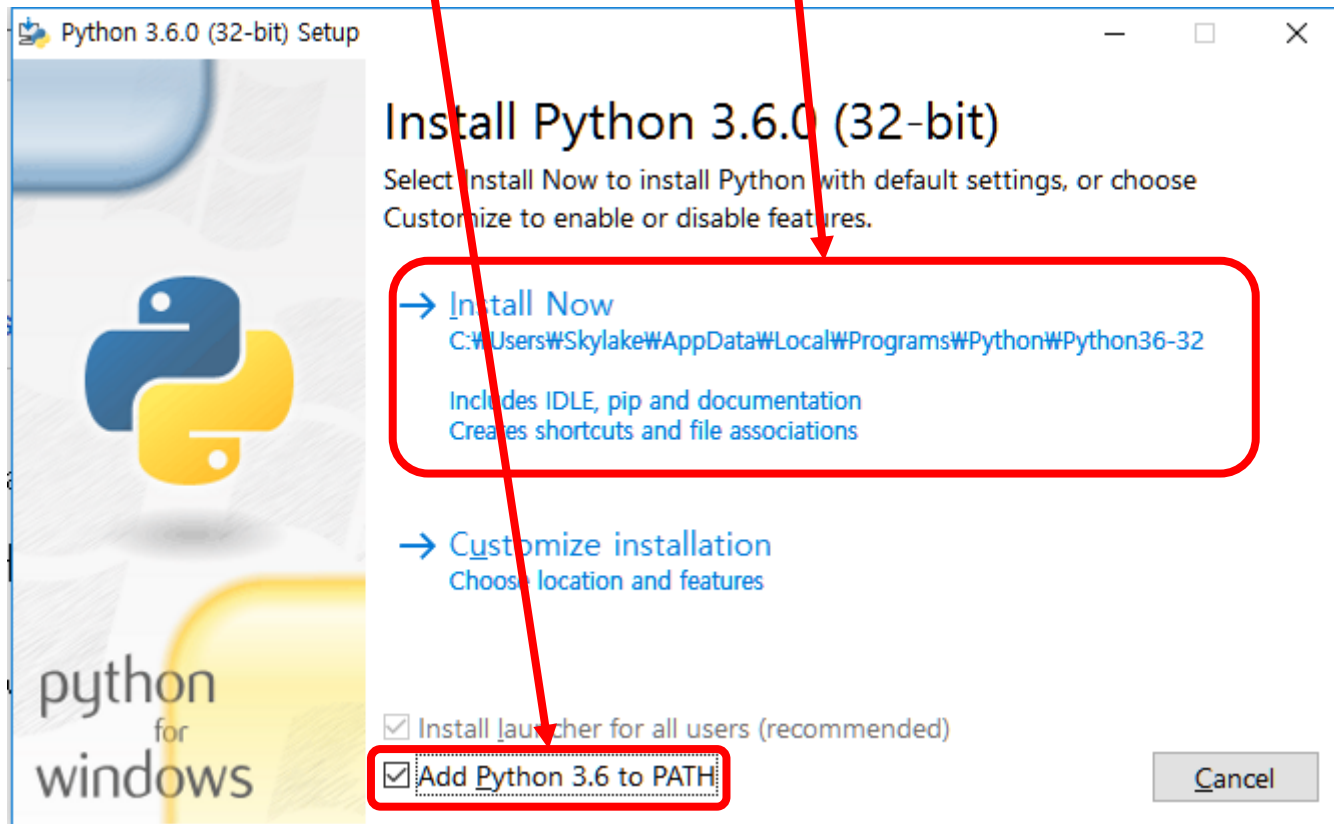 Python 3.6.0 (32-bit) Setup
Install Python 3.6.0 (32-bit)
Select Install Now to install Python with default settings, or choose
Customize to enable or disable features.
Install Now
C:₩Users₩Skylake₩AppData₩Local₩Programs₩Python₩Python36-32
Includes IDLE, pip and documentation
Creates shortcuts and file associations
Customize installation
Choose location and features
python
for
windows
Install launcher for all users (recommended)
Add Python 3.6 to PATH
Cancel